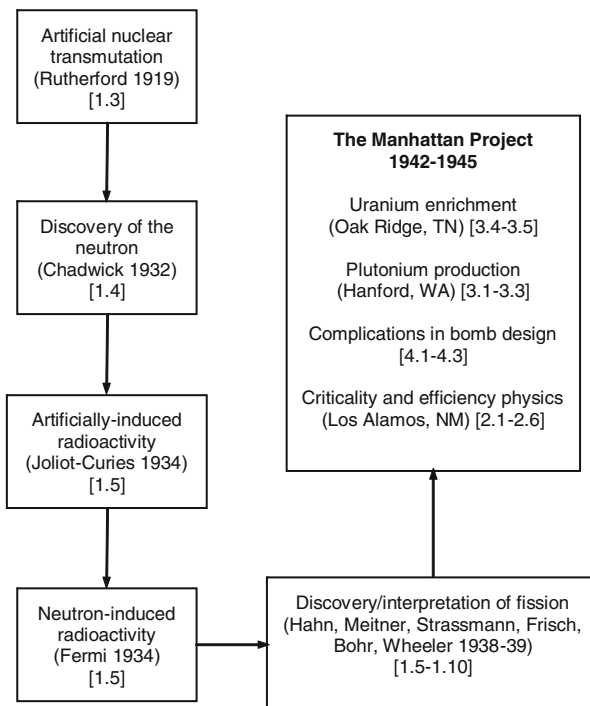 Artificial nuclear
transmutation
(Rutherford 1919)
[1.3]
Discovery of the
neutron
(Chadwick 1932)
[1.4]
Artificially-induced
radioactivity
(Joliot-Curies 1934)
[1.5]
Neutron-induced
radioactivity
(Fermi 1934)
[1.5]
Discovery/interpretation of fission
(Hahn, Meitner, Strassmann, Frisch,
Bohr, Wheeler 1938-39)
[1.5-1.10]
The Manhattan Project
1942-1945
Uranium enrichment
(Oak Ridge, TN) [3.4-3.5]
Plutonium production
(Hanford, WA) [3.1-3.3]
Complications in bomb design
[4.1-4.3]
Criticality and efficiency physics
(Los Alamos, NM) [2.1-2.6]